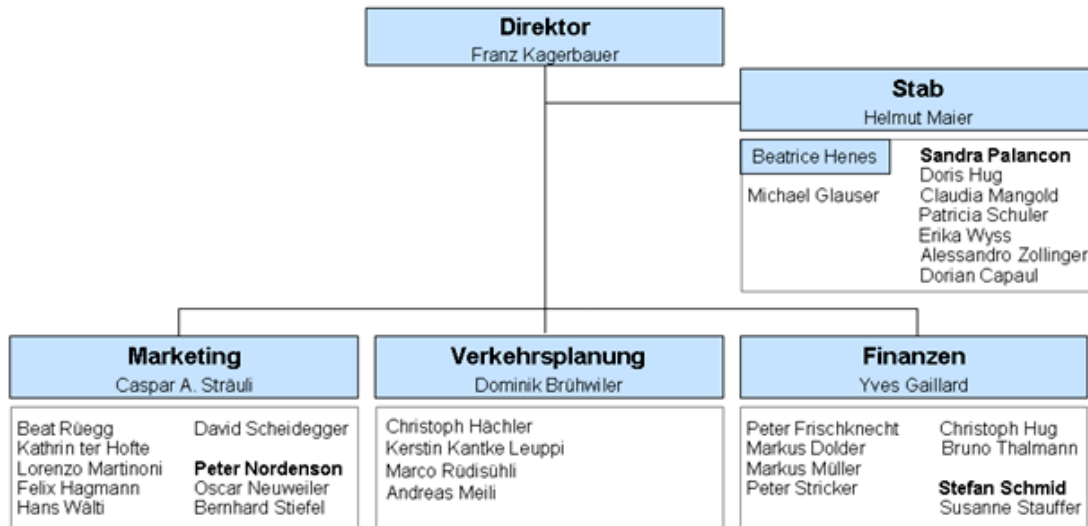 Direktor
Franz Kagerbauer
Stab
Helmut Maier
Beatrice Henes
Michael Glauser
Sandra Palancon
Doris Hug
Claudia Mangold
Patricia Schuler
Erika Wyss
Alessandro Zollinger
Dorian Capaul
Marketing
Caspar A. Sträuli
Beat Rüegg
Kathrin ter Hofte
Lorenzo Martinoni
Felix Hagmann
Hans Wälti
David Scheidegger
Peter Nordenson
Oscar Neuweiler
Bernhard Stiefel
Verkehrsplanung
Dominik Brühwiler
Christoph Hächler
Kerstin Kantke Leuppi
Marco Rüdisühli
Andreas Meili
Finanzen
Yves Gaillard
Peter Frischknecht
Markus Dolder
Markus Müller
Peter Stricker
Christoph Hug
Bruno Thalmann
Stefan Schmid
Susanne Stauffer